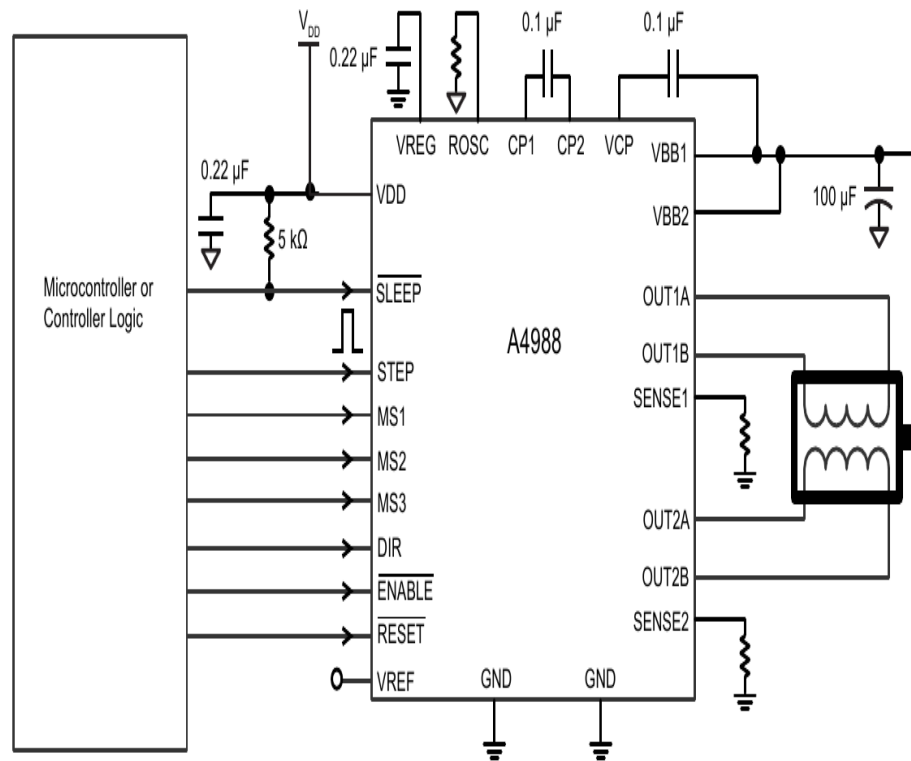 V_DD
0.22 µF
0.1 µF
0.1 µF
VREG
ROSC
CP1
CP2
VCP
VBB1
0.22 µF
VDD
VBB2
100 µF
5 kΩ
Microcontroller or
Controller Logic
SLEEP
OUT1A
A4988
OUT1B
STEP
SENSE1
MS1
MS2
MS3
OUT2A
DIR
OUT2B
ENABLE
RESET
SENSE2
VREF
GND
GND